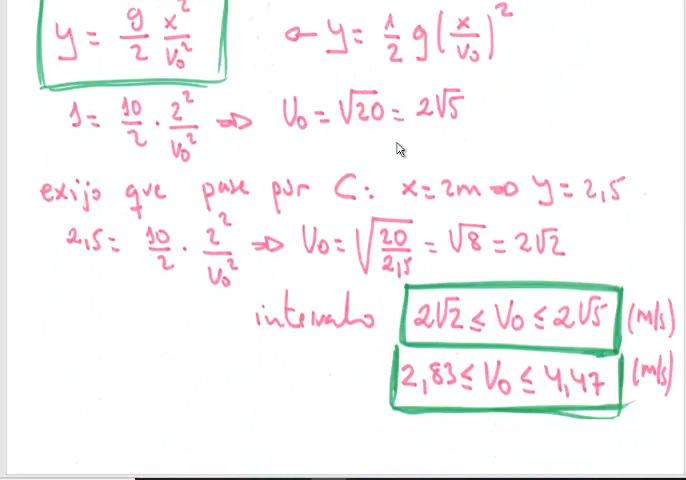 y = g/2 x²/V₀² ← y = 1/2 g(x/V₀)²
1 = 10/2 · 2²/V₀² ⇒ V₀ = √20 = 2√5
exijo que pase por C: x = 2m ⇒ y = 2,5
2,5 = 10/2 · 2²/V₀² ⇒ V₀ = √(20/2,5) = √8 = 2√2
intervalo 2√2 ≤ V₀ ≤ 2√5 (m/s)
2,83 ≤ V₀ ≤ 4,47 (m/s)